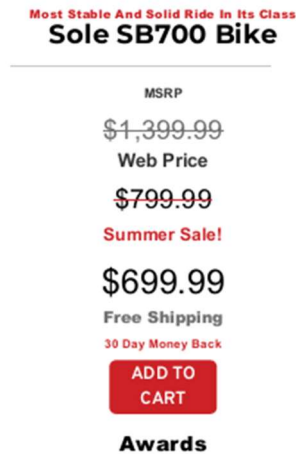 Most Stable And Solid Ride In Its Class
Sole SB700 Bike
MSRP
$1,399.99
Web Price
$799.99
Summer Sale!
$699.99
Free Shipping
30 Day Money Back
ADD TO
CART
Awards